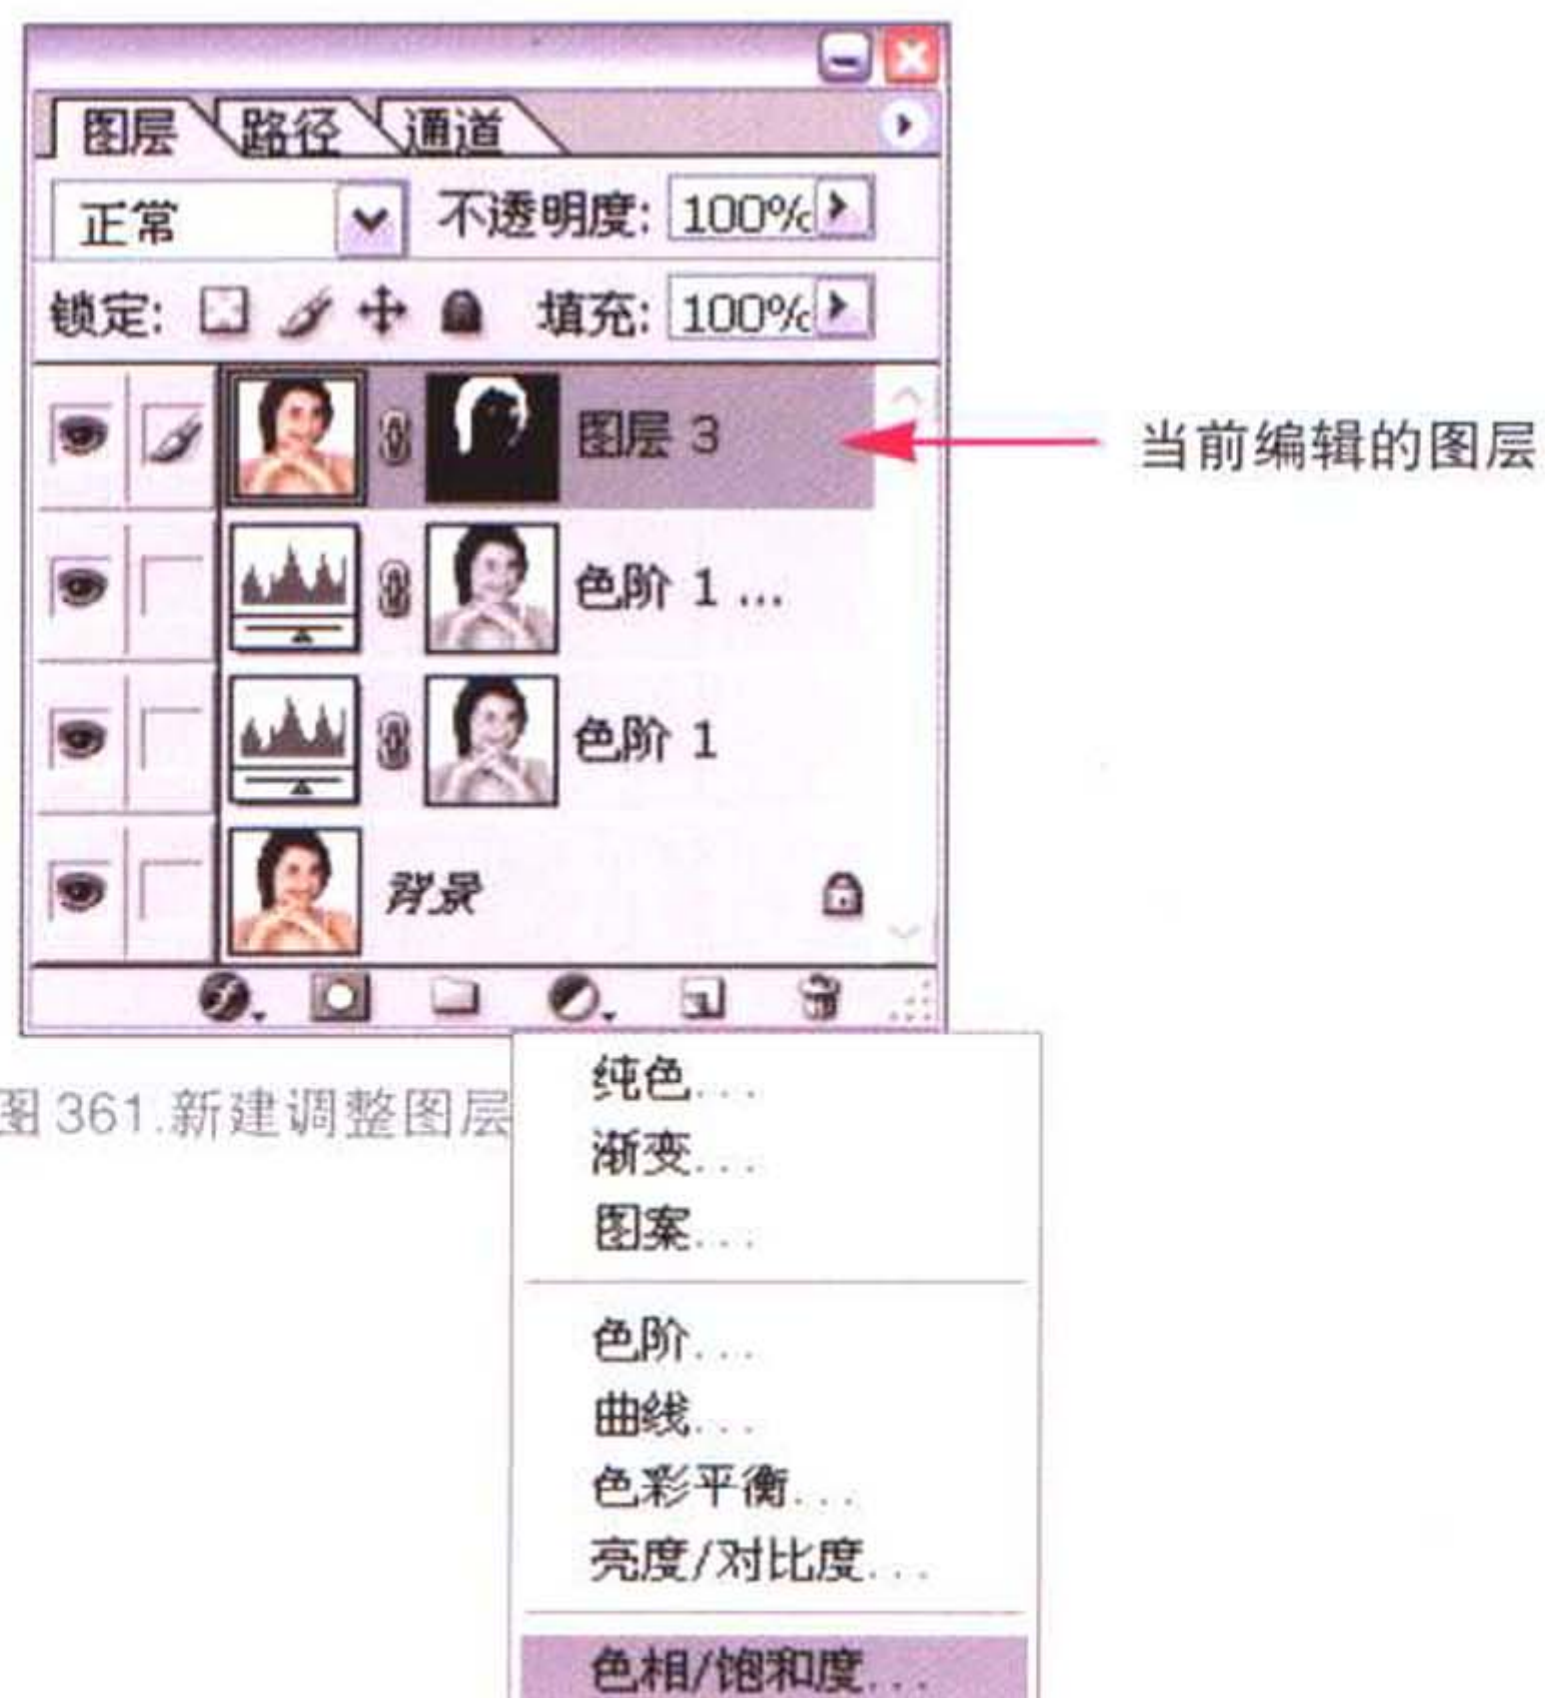 图层 路径 通道
正常 不透明度: 100%
锁定: 填充: 100%
图层 3
当前编辑的图层
色阶 1 ...
色阶 1
背景
图 361.新建调整图层
纯色...
渐变...
图案...
色阶...
曲线...
色彩平衡...
亮度/对比度...
色相/饱和度...